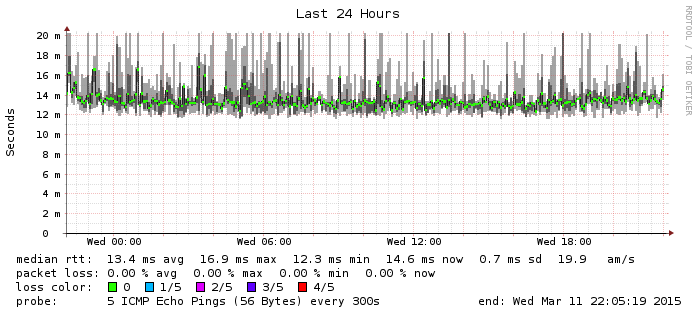 Last 24 Hours
RRDTOOL / TOBI OETIKER
Seconds
20 m
18 m
16 m
14 m
12 m
10 m
8 m
6 m
4 m
2 m
0
Wed 00:00 Wed 06:00 Wed 12:00 Wed 18:00
median rtt: 13.4 ms avg 16.9 ms max 12.3 ms min 14.6 ms now 0.7 ms sd 19.9 am/s
packet loss: 0.00 % avg 0.00 % max 0.00 % min 0.00 % now
loss color: 0 1/5 2/5 3/5 4/5
probe: 5 ICMP Echo Pings (56 Bytes) every 300s end: Wed Mar 11 22:05:19 2015